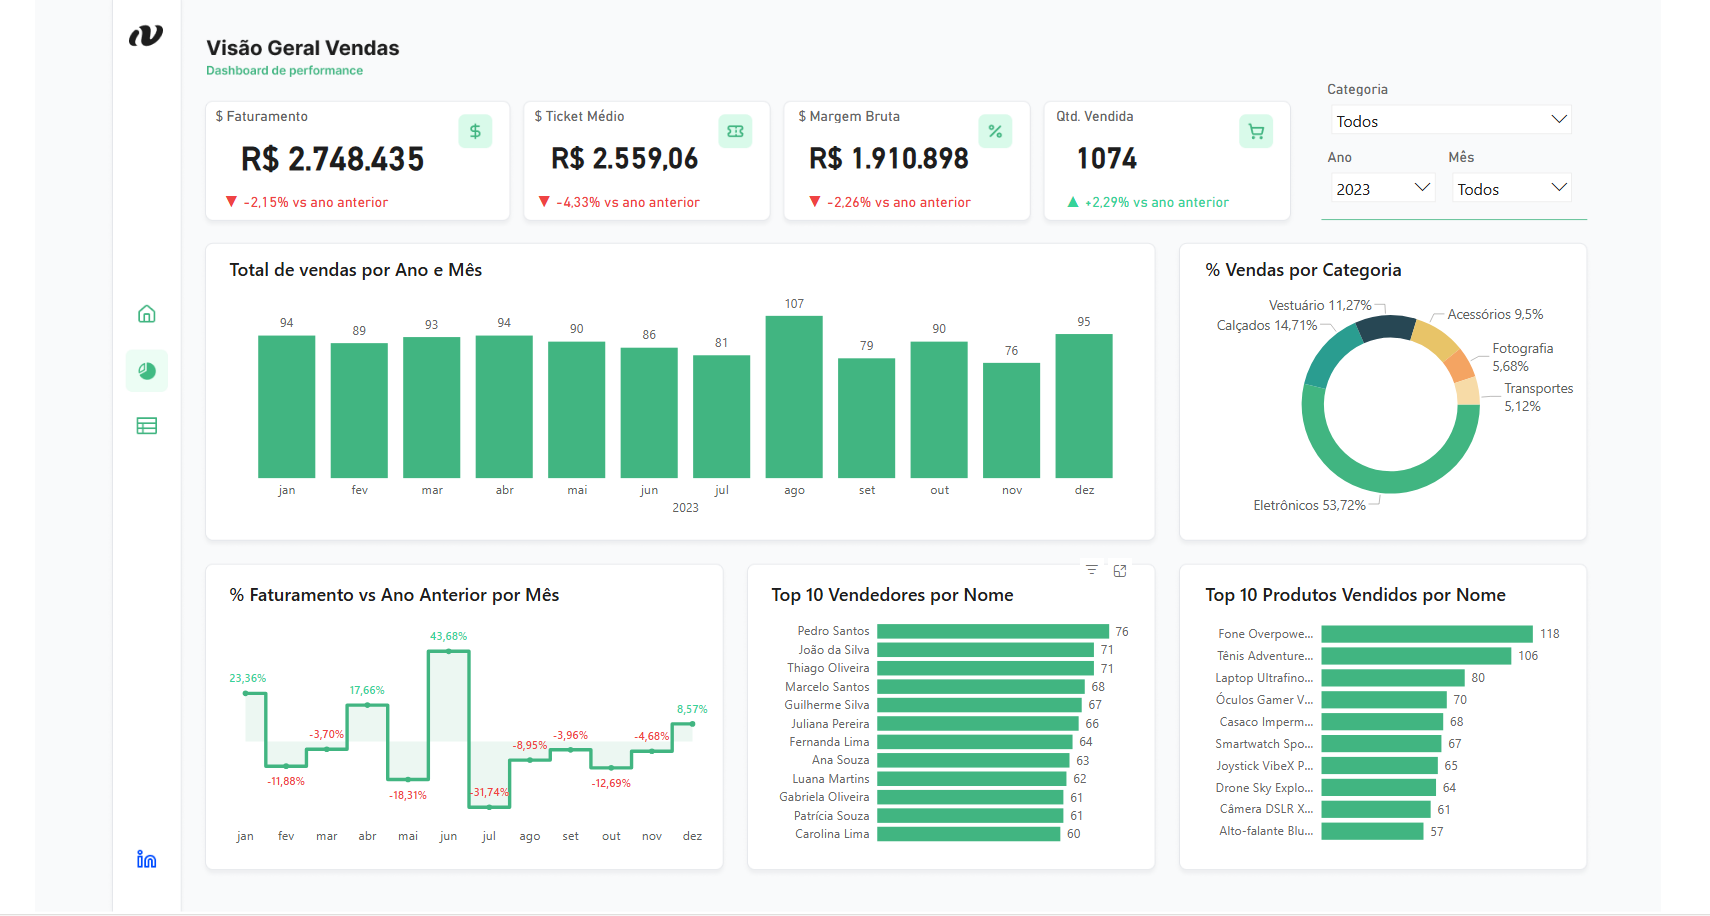 Visão Geral Vendas
Dashboard de performance
$ Faturamento
R$ 2.748.435
▼ -2,15% vs ano anterior
$ Ticket Médio
R$ 2.559,06
▼ -4,33% vs ano anterior
$ Margem Bruta
R$ 1.910.898
▼ -2,26% vs ano anterior
Qtd. Vendida
1074
▲ +2,29% vs ano anterior
Categoria
Todos
Ano
Mês
2023
Todos
Total de vendas por Ano e Mês
94
89
93
94
90
86
81
107
79
90
76
95
jan
fev
mar
abr
mai
jun
jul
ago
set
out
nov
dez
2023
% Vendas por Categoria
Vestuário 11,27%
Acessórios 9,5%
Calçados 14,71%
Fotografia
5,68%
Transportes
5,12%
Eletrônicos 53,72%
% Faturamento vs Ano Anterior por Mês
23,36%
-11,88%
-3,70%
17,66%
-18,31%
43,68%
-31,74%
-8,95%
-3,96%
-12,69%
-4,68%
8,57%
jan
fev
mar
abr
mai
jun
jul
ago
set
out
nov
dez
Top 10 Vendedores por Nome
Pedro Santos 76
João da Silva 71
Thiago Oliveira 71
Marcelo Santos 68
Guilherme Silva 67
Juliana Pereira 66
Fernanda Lima 64
Ana Souza 63
Luana Martins 62
Gabriela Oliveira 61
Patrícia Souza 61
Carolina Lima 60
Top 10 Produtos Vendidos por Nome
Fone Overpowe... 118
Tênis Adventure... 106
Laptop Ultrafino... 80
Óculos Gamer V... 70
Casaco Imperm... 68
Smartwatch Spo... 67
Joystick VibeX P... 65
Drone Sky Explo... 64
Câmera DSLR X... 61
Alto-falante Blu... 57
in